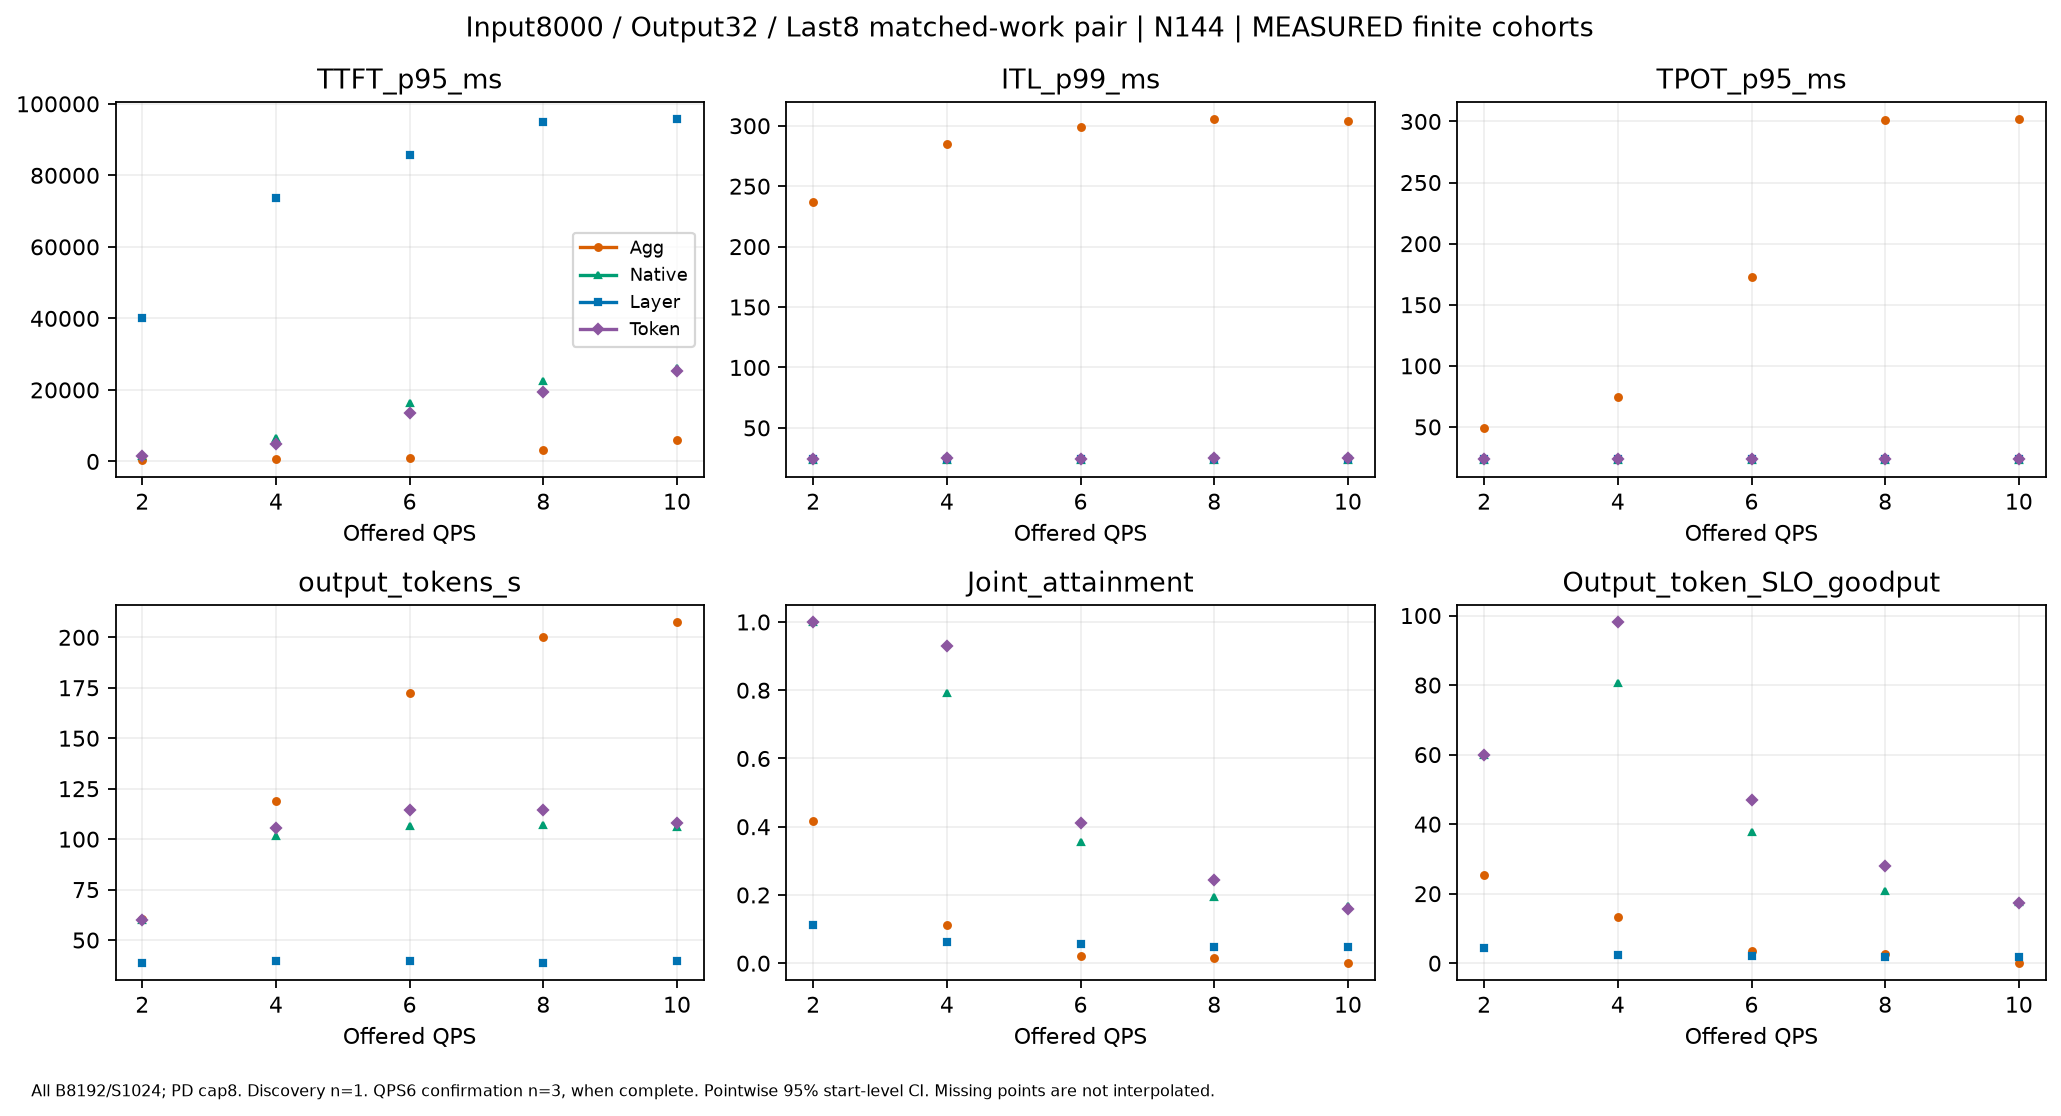 Input8000 / Output32 / Last8 matched-work pair | N144 | MEASURED finite cohorts
TTFT_p95_ms
100000
80000
60000
40000
20000
0
2 4 6 8 10
Offered QPS
Agg
Native
Layer
Token
ITL_p99_ms
300
250
200
150
100
50
2 4 6 8 10
Offered QPS
TPOT_p95_ms
300
250
200
150
100
50
2 4 6 8 10
Offered QPS
output_tokens_s
200
175
150
125
100
75
50
2 4 6 8 10
Offered QPS
Joint_attainment
1.0
0.8
0.6
0.4
0.2
0.0
2 4 6 8 10
Offered QPS
Output_token_SLO_goodput
100
80
60
40
20
0
2 4 6 8 10
Offered QPS
All B8192/S1024; PD cap8. Discovery n=1. QPS6 confirmation n=3, when complete. Pointwise 95% start-level CI. Missing points are not interpolated.